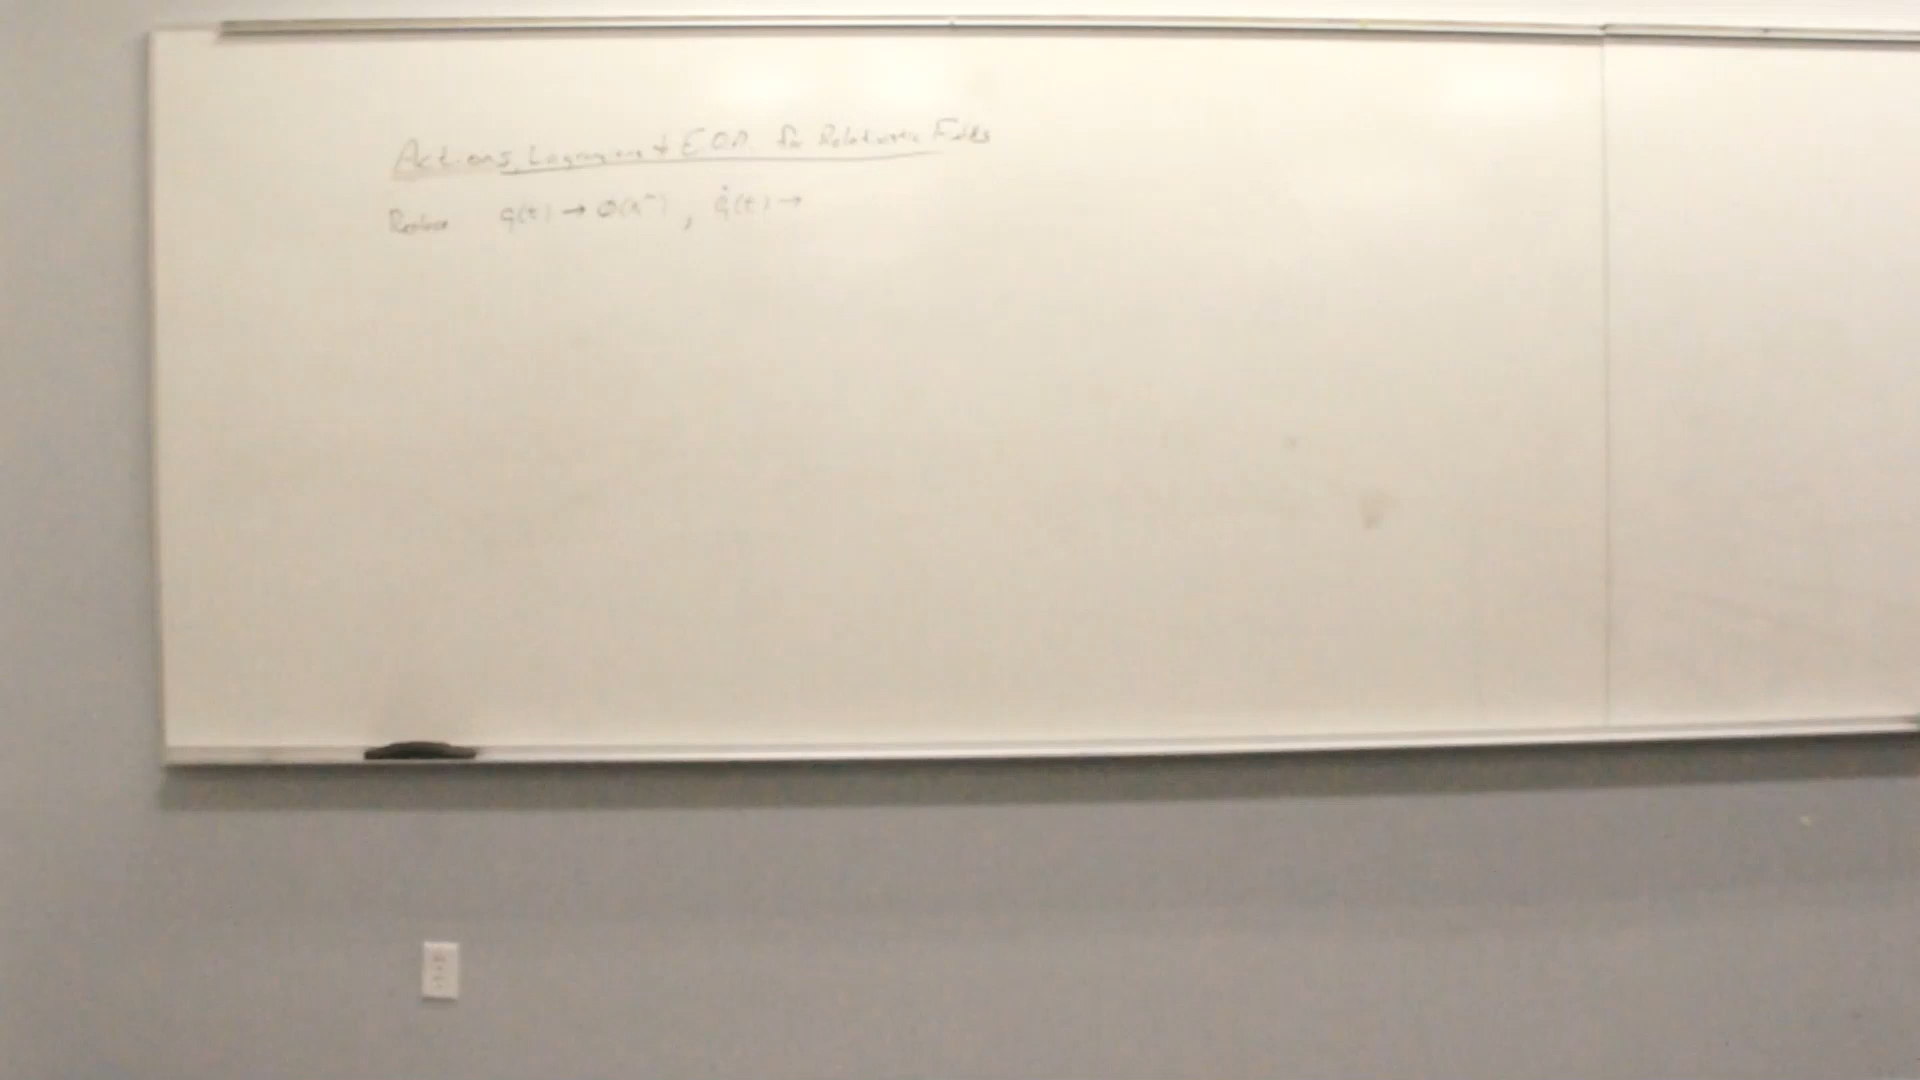 Actions, Lagrangians & E.O.M. for Relativistic Fields
Replace q(t) → Φ(x^μ) , q̇(t) →